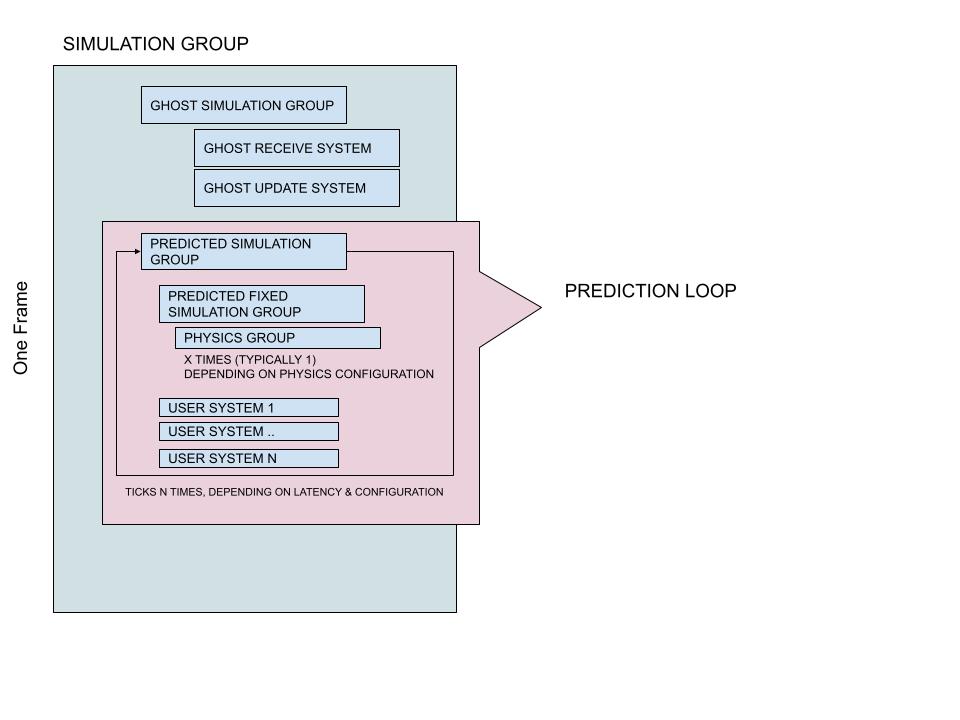 SIMULATION GROUP
GHOST SIMULATION GROUP
GHOST RECEIVE SYSTEM
GHOST UPDATE SYSTEM
PREDICTED SIMULATION
GROUP
PREDICTED FIXED
SIMULATION GROUP
PHYSICS GROUP
X TIMES (TYPICALLY 1)
DEPENDING ON PHYSICS CONFIGURATION
USER SYSTEM 1
USER SYSTEM ..
USER SYSTEM N
TICKS N TIMES, DEPENDING ON LATENCY & CONFIGURATION
PREDICTION LOOP
One Frame